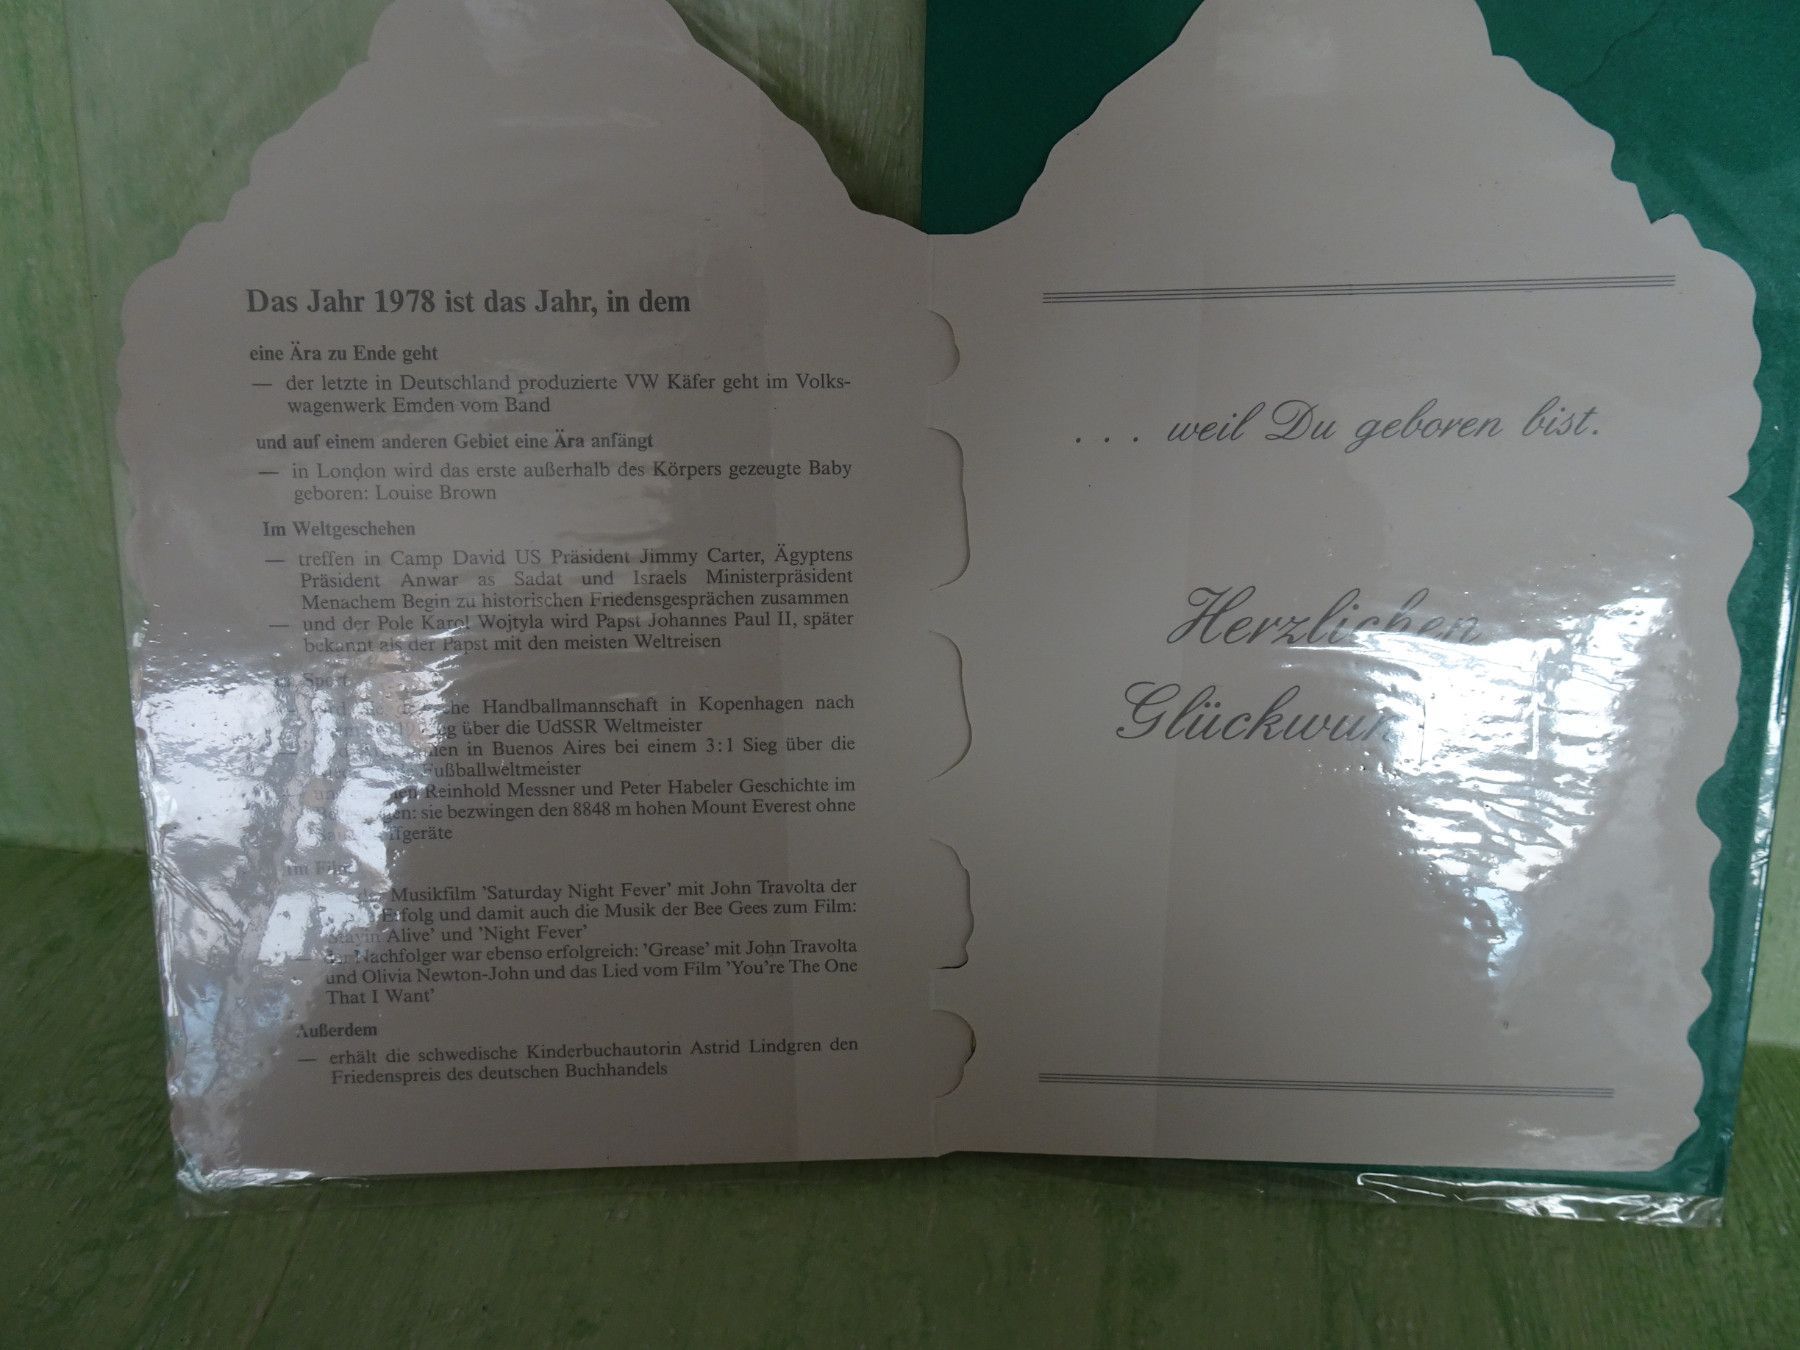 Das Jahr 1978 ist das Jahr, in dem
eine Ära zu Ende geht
— der letzte in Deutschland produzierte VW Käfer geht im Volks-
wagenwerk Emden vom Band
und auf einem anderen Gebiet eine Ära anfängt
— in London wird das erste außerhalb des Körpers gezeugte Baby
geboren: Louise Brown
Im Weltgeschehen
— treffen in Camp David US Präsident Jimmy Carter, Ägyptens
Präsident Anwar as Sadat und Israels Ministerpräsident
Menachem Begin zu historischen Friedensgesprächen zusammen
— und der Pole Karol Wojtyla wird Papst Johannes Paul II, später
bekannt als der Papst mit den meisten Weltreisen
Sport
Handballmannschaft in Kopenhagen nach
über die UdSSR Weltmeister
in Buenos Aires bei einem 3:1 Sieg über die
Fußballweltmeister
Reinhold Messner und Peter Habeler Geschichte im
sie bezwingen den 8848 m hohen Mount Everest ohne
im Film
der Musikfilm 'Saturday Night Fever' mit John Travolta der
Erfolg und damit auch die Musik der Bee Gees zum Film:
Stayin Alive' und 'Night Fever'
— der Nachfolger war ebenso erfolgreich: 'Grease' mit John Travolta
und Olivia Newton-John und das Lied vom Film 'You're The One
That I Want'
Außerdem
— erhält die schwedische Kinderbuchautorin Astrid Lindgren den
Friedenspreis des deutschen Buchhandels
. . . weil Du geboren bist.
Herzlichen